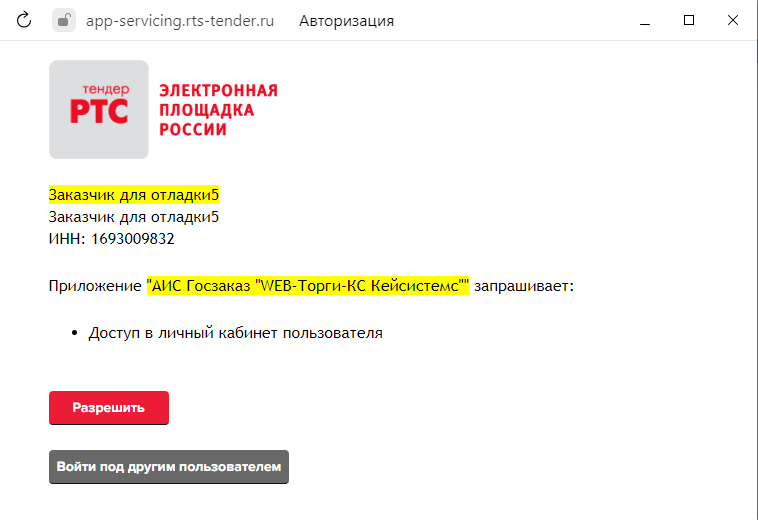 app-servicing.rts-tender.ru Авторизация
тендер
РТС
ЭЛЕКТРОННАЯ
ПЛОЩАДКА
РОССИИ
Заказчик для отладки5
Заказчик для отладки5
ИНН: 1693009832
Приложение "АИС Госзаказ "WEB-Торги-КС Кейсистемс"" запрашивает:
• Доступ в личный кабинет пользователя
Разрешить
Войти под другим пользователем